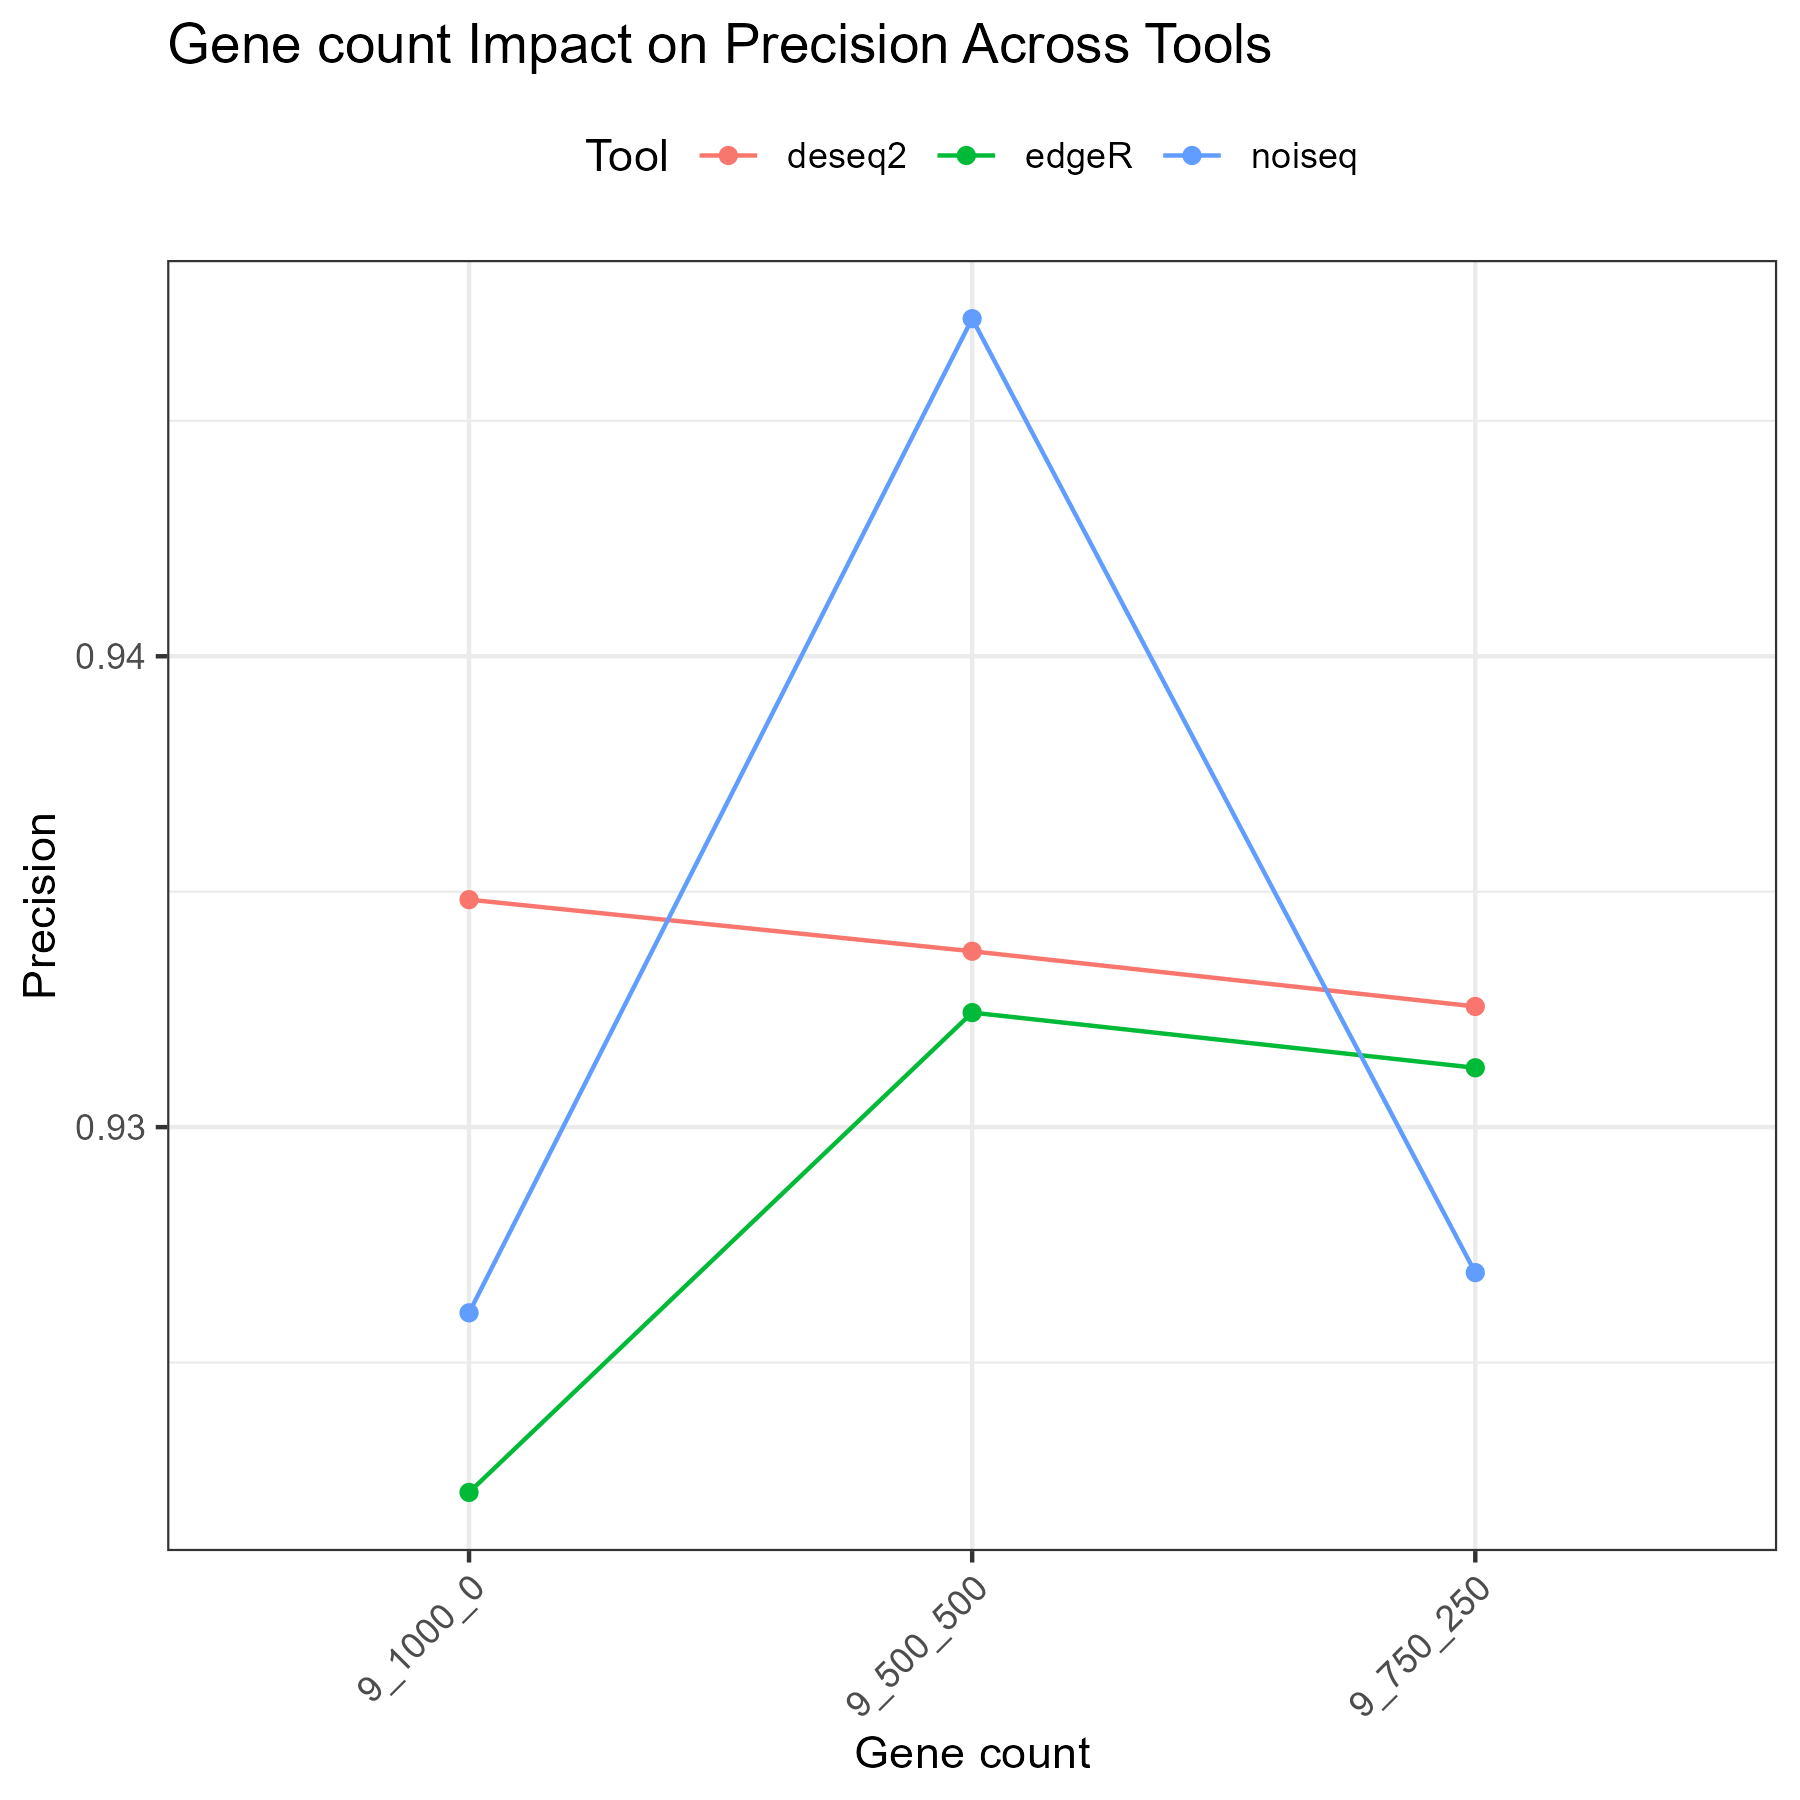 Gene count Impact on Precision Across Tools
Tool deseq2 edgeR noiseq
0.94
0.93
Precision
9_1000_0
9_500_500
9_750_250
Gene count